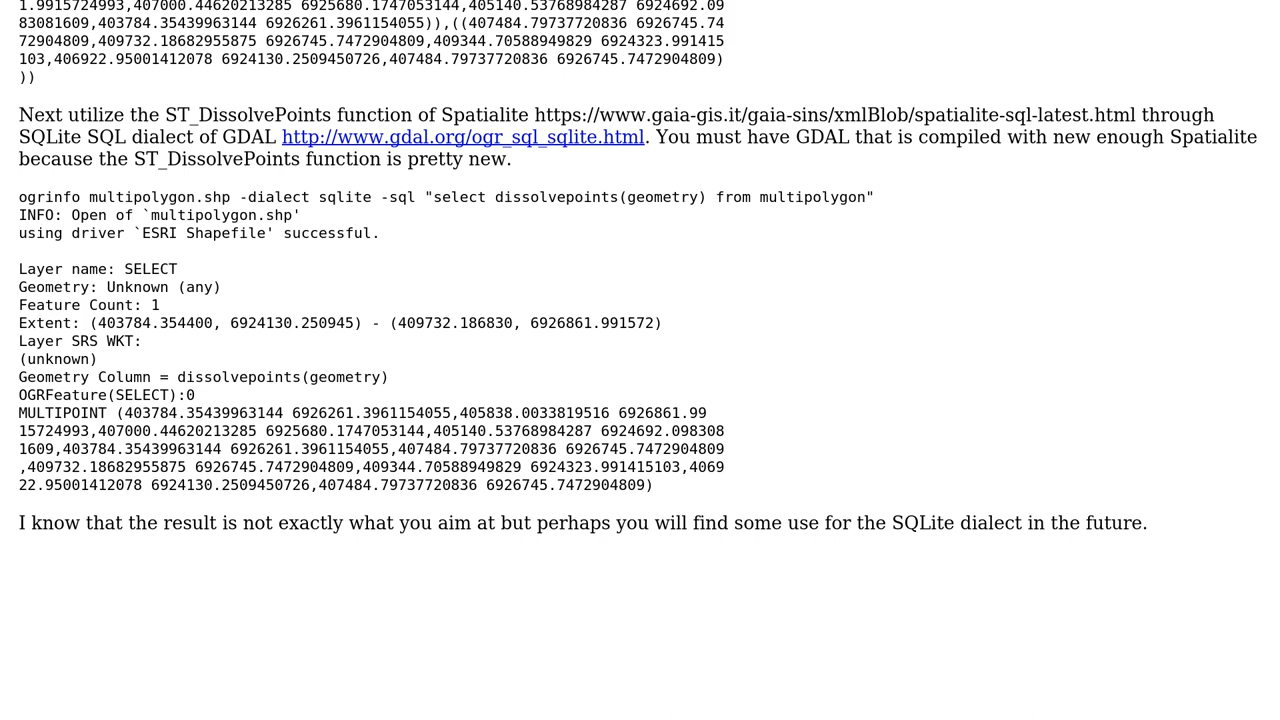 1.9915724993,407000.44620213285 6925680.1747053144,405140.53768984287 6924692.09
83081609,403784.35439963144 6926261.3961154055)),((407484.79737720836 6926745.74
72904809,409732.18682955875 6926745.7472904809,409344.70588949829 6924323.991415
103,406922.95001412078 6924130.2509450726,407484.79737720836 6926745.7472904809)
))
Next utilize the ST_DissolvePoints function of Spatialite https://www.gaia-gis.it/gaia-sins/xmlBlob/spatialite-sql-latest.html through
SQLite SQL dialect of GDAL http://www.gdal.org/ogr_sql_sqlite.html. You must have GDAL that is compiled with new enough Spatialite
because the ST_DissolvePoints function is pretty new.
ogrinfo multipolygon.shp -dialect sqlite -sql "select dissolvepoints(geometry) from multipolygon"
INFO: Open of `multipolygon.shp'
using driver `ESRI Shapefile' successful.
Layer name: SELECT
Geometry: Unknown (any)
Feature Count: 1
Extent: (403784.354400, 6924130.250945) - (409732.186830, 6926861.991572)
Layer SRS WKT:
(unknown)
Geometry Column = dissolvepoints(geometry)
OGRFeature(SELECT):0
MULTIPOINT (403784.35439963144 6926261.3961154055,405838.0033819516 6926861.99
15724993,407000.44620213285 6925680.1747053144,405140.53768984287 6924692.098308
1609,403784.35439963144 6926261.3961154055,407484.79737720836 6926745.7472904809
,409732.18682955875 6926745.7472904809,409344.70588949829 6924323.991415103,4069
22.95001412078 6924130.2509450726,407484.79737720836 6926745.7472904809)
I know that the result is not exactly what you aim at but perhaps you will find some use for the SQLite dialect in the future.